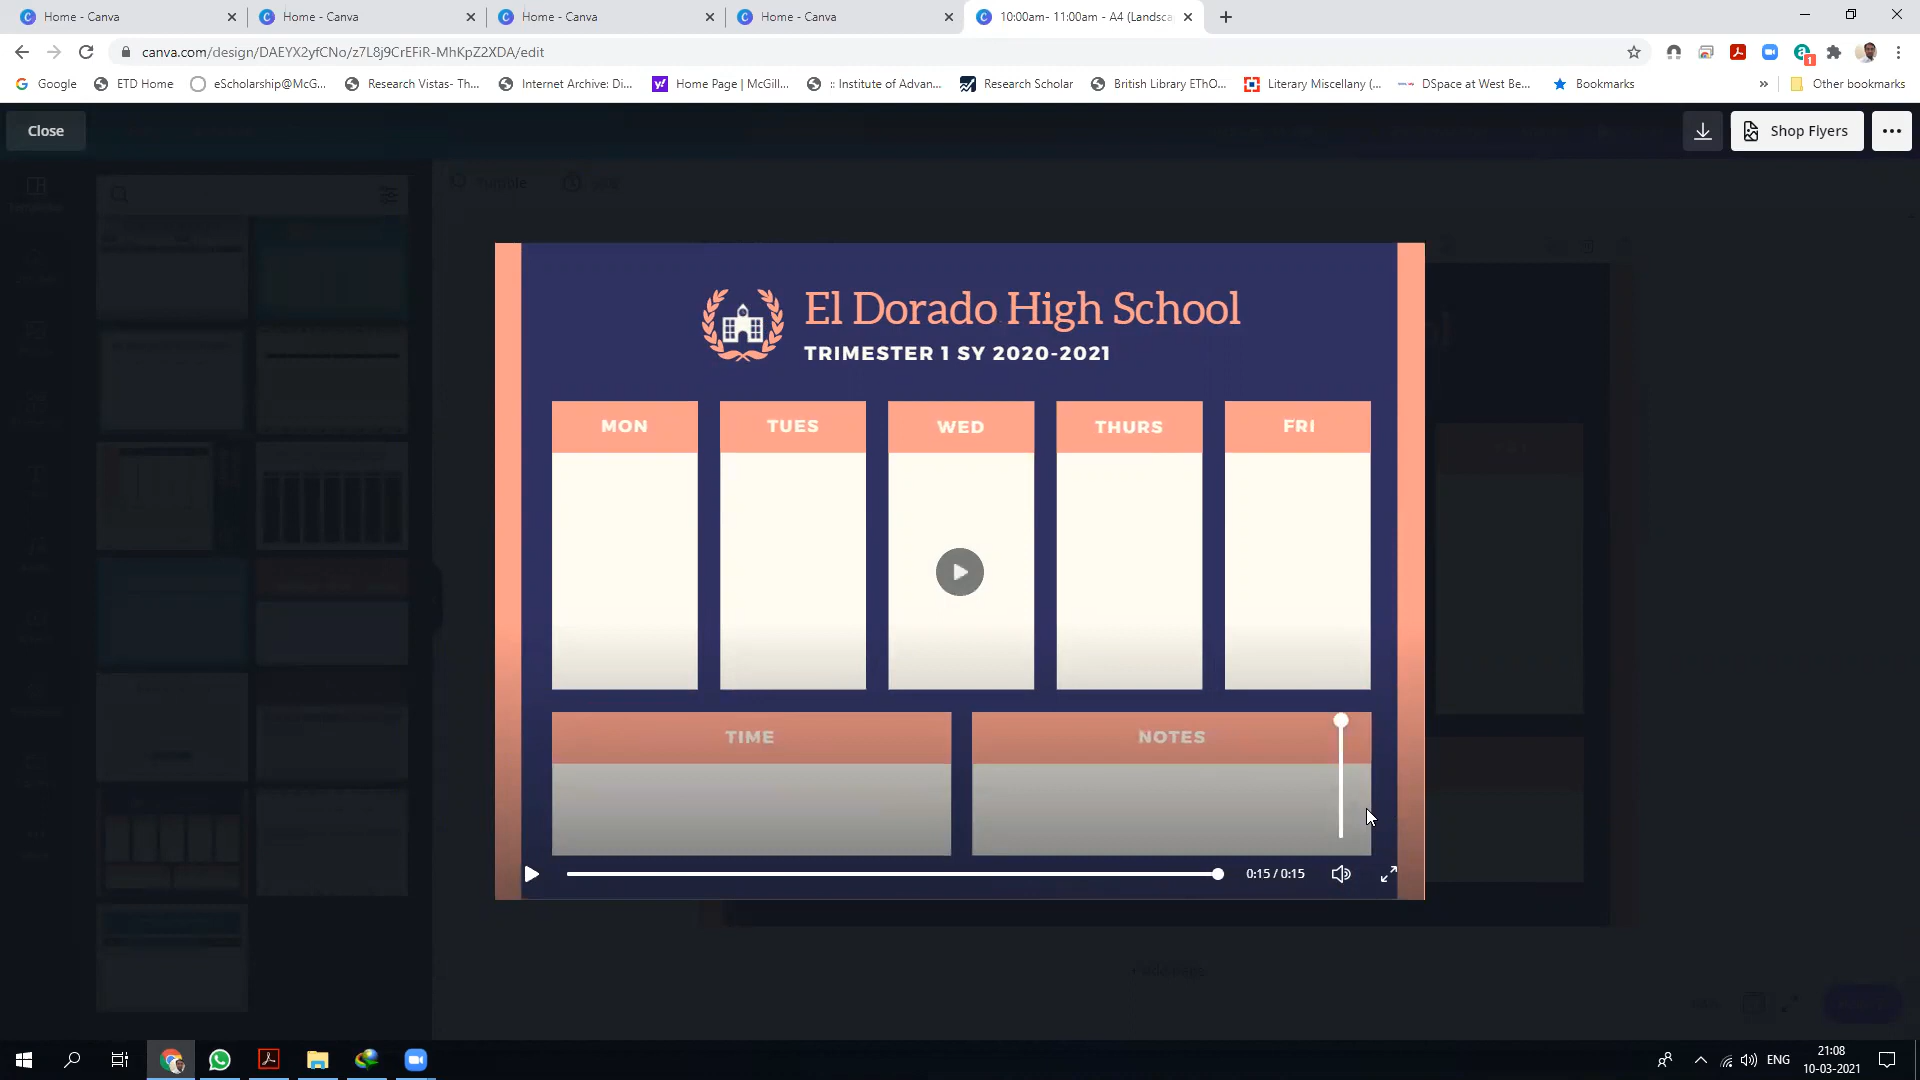 Home - Canva
Home - Canva
Home - Canva
Home - Canva
10:00am- 11:00am - A4 (Landsca
canva.com/design/DAEYX2yfCNo/z7L8j9CrEFiR-MhKpZ2XDA/edit
1
Google
ETD Home
eScholarship@McG...
Research Vistas- Th...
Internet Archive: Di...
Home Page | McGill...
:: Institute of Advan...
Research Scholar
British Library EThO...
Literary Miscellany (...
DSpace at West Be...
Bookmarks
»
Other bookmarks
Close
Shop Flyers
El Dorado High School
TRIMESTER 1 SY 2020-2021
MON
TUES
WED
THURS
FRI
TIME
NOTES
0:15 / 0:15
ENG
21:08
10-03-2021